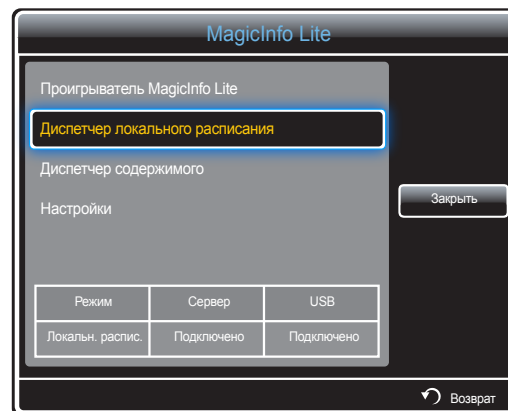 MagicInfo Lite
Проигрыватель MagicInfo Lite
Диспетчер локального расписания
Диспетчер содержимого
Настройки
Закрыть
Режим Сервер USB
Локальн. распис. Подключено Подключено
Возврат